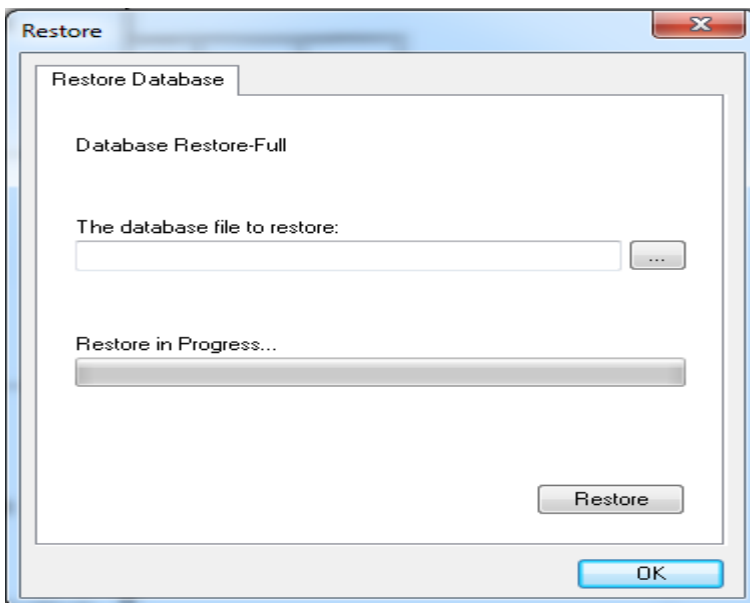 Restore
Restore Database
Database Restore-Full
The database file to restore:
...
Restore in Progress...
Restore
OK